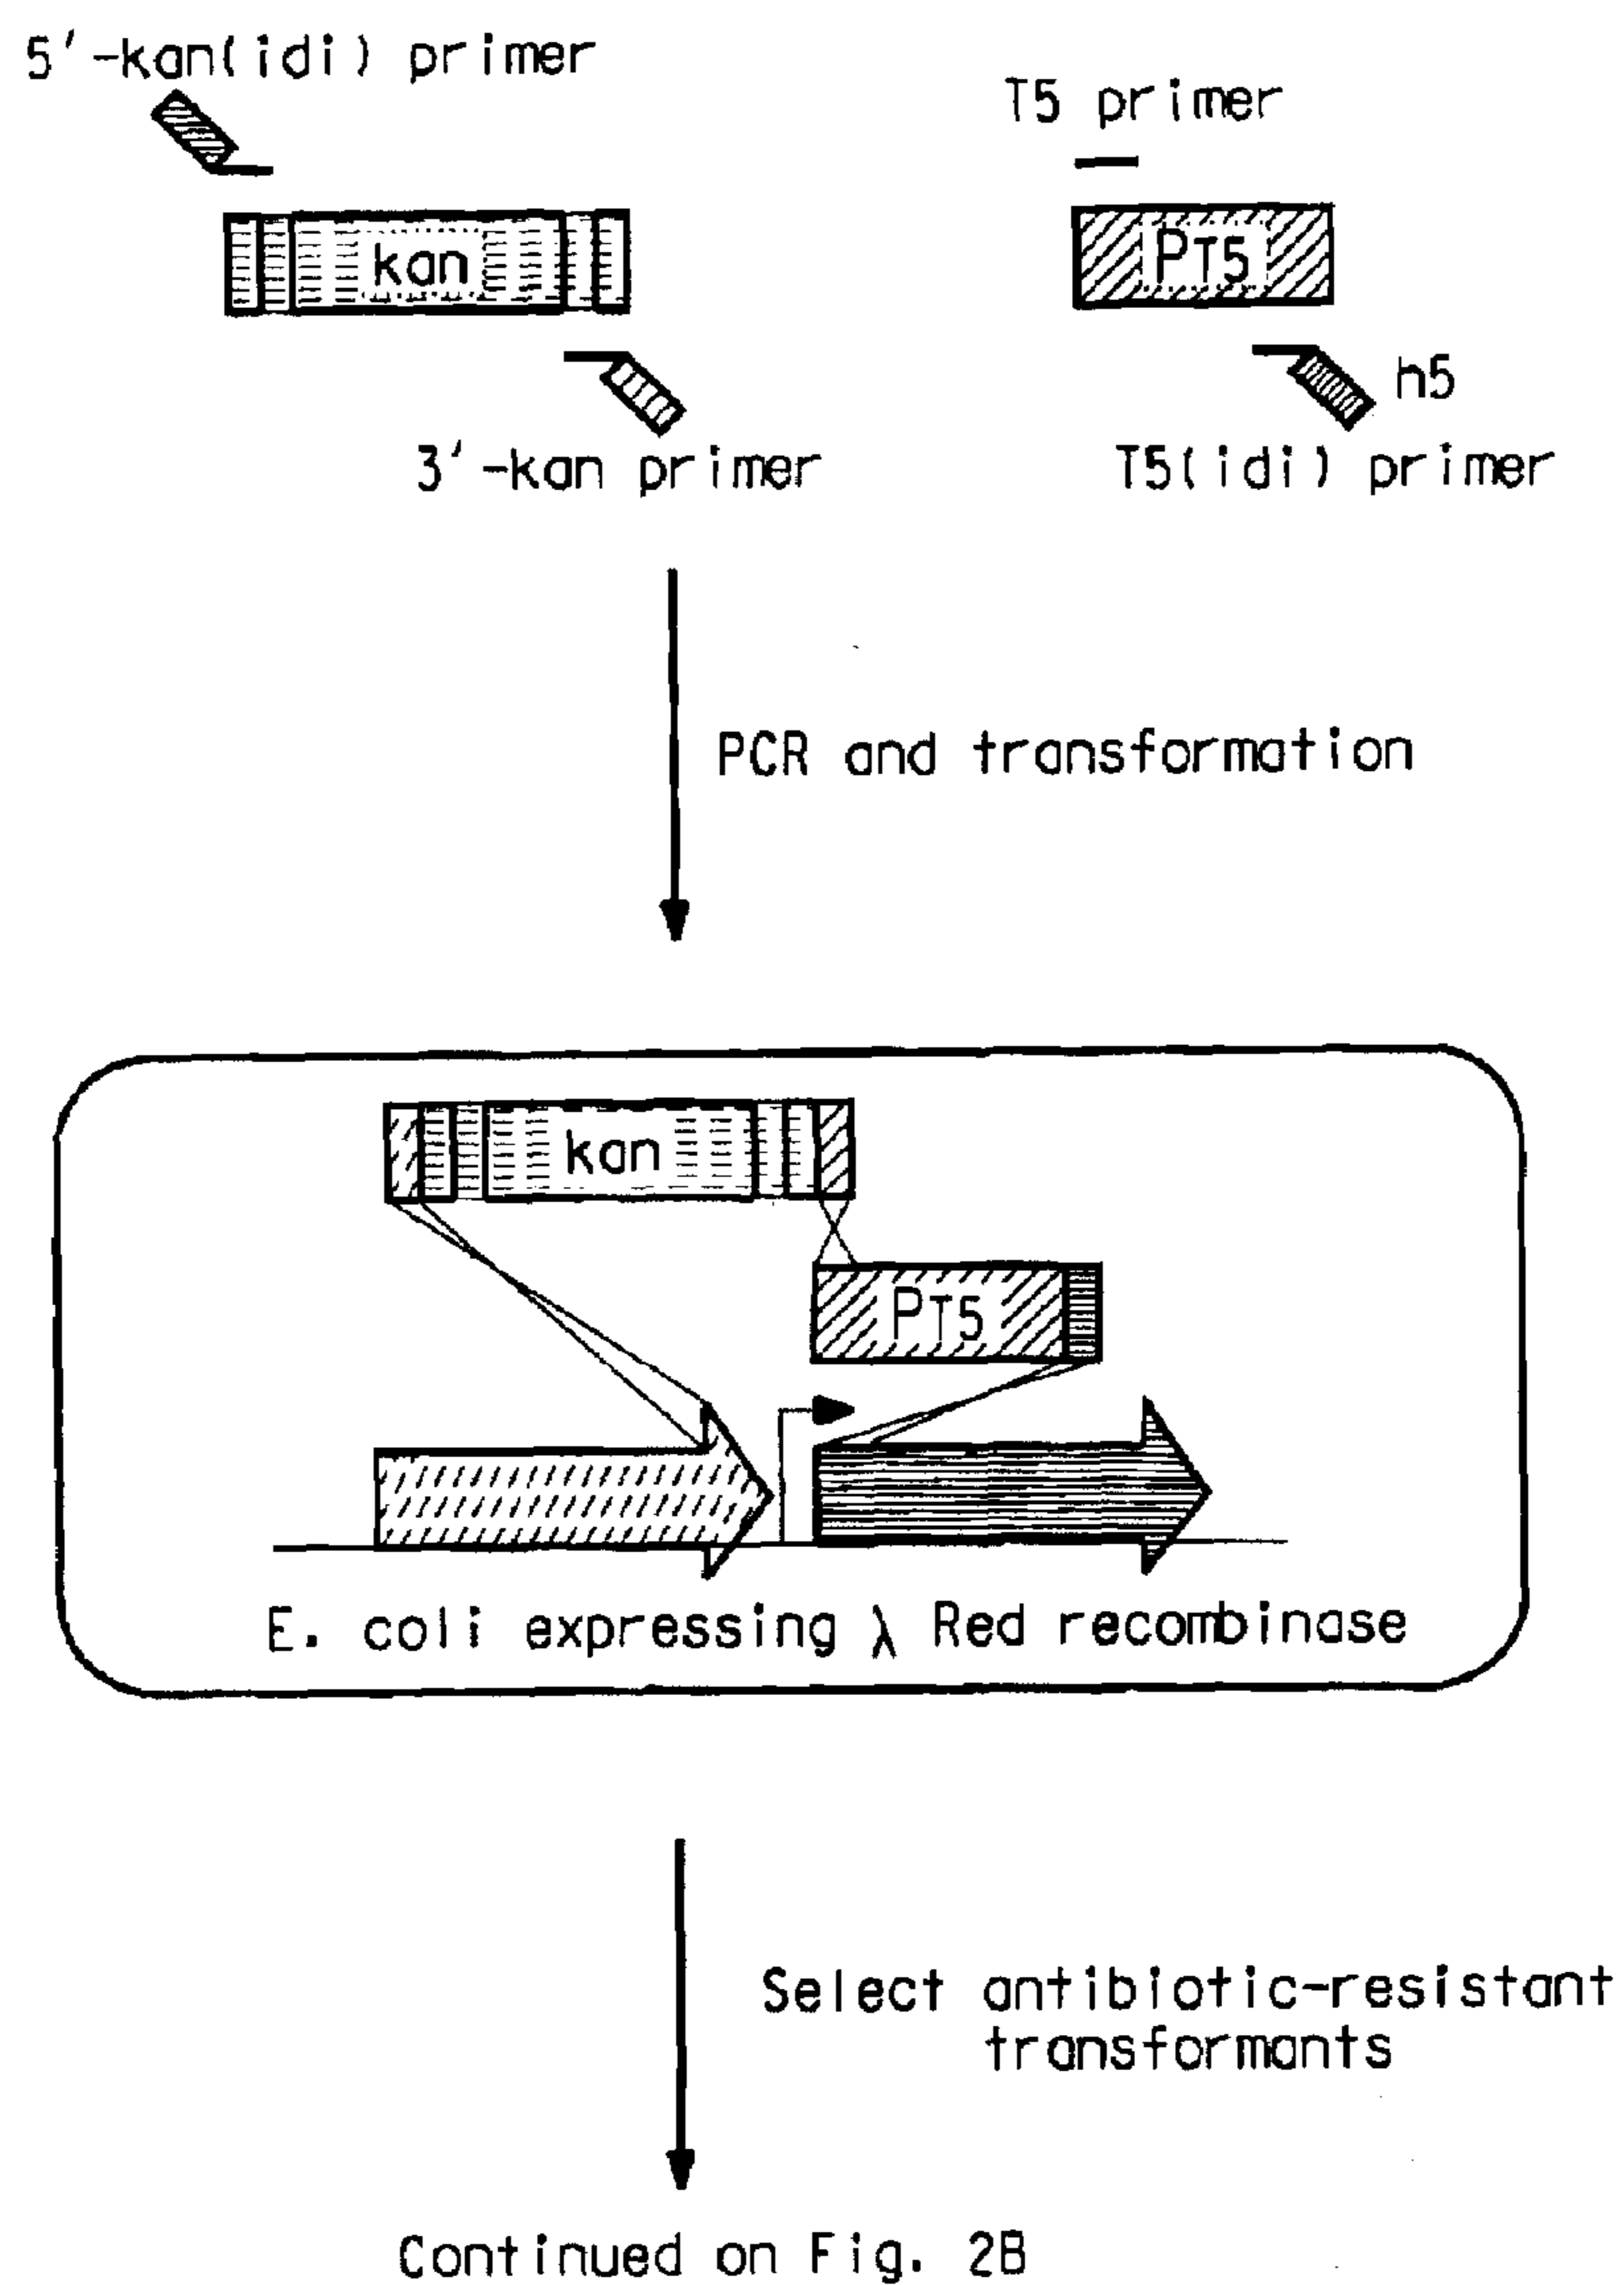 5'-kan(idi) primer
T5 primer
kan
PT5
h5
3'-kan primer
T5(idi) primer
PCR and transformation
kan
PT5
E. coli expressing λ Red recombinase
Select antibiotic-resistant
transformants
Continued on Fig. 2B